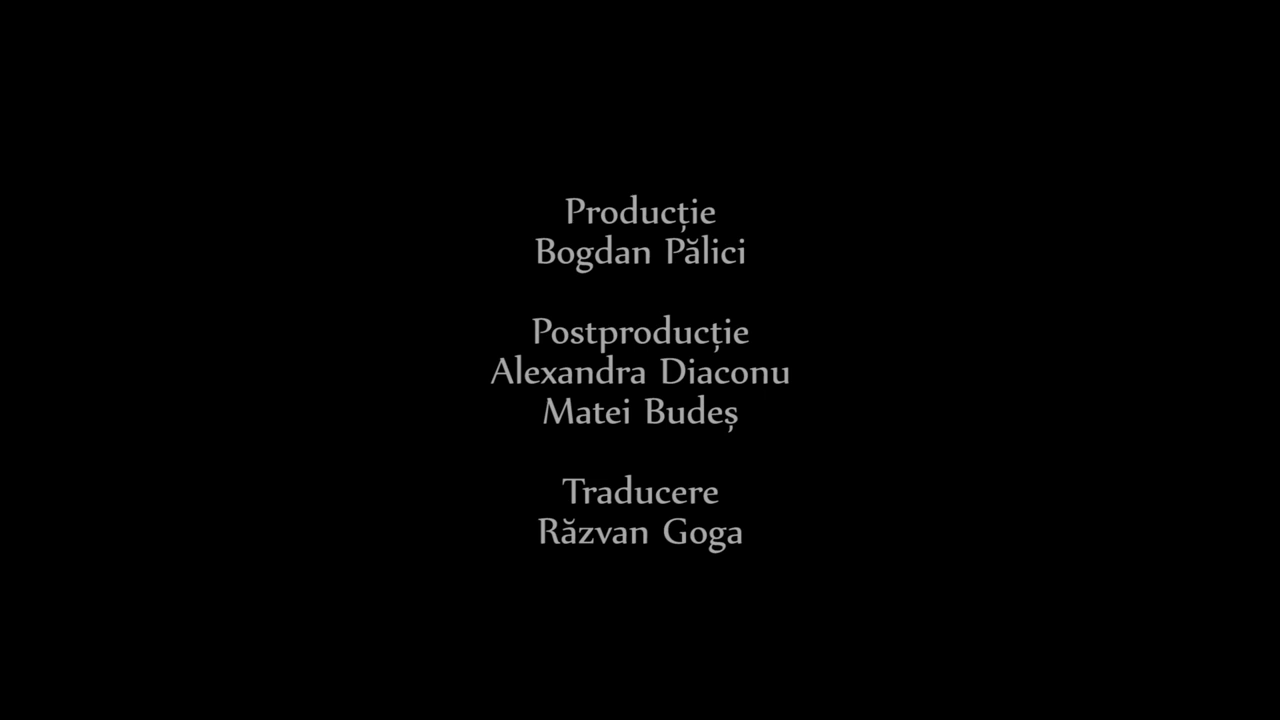 Producție
Bogdan Pălici
Postproducție
Alexandra Diaconu
Matei Budeș
Traducere
Răzvan Goga